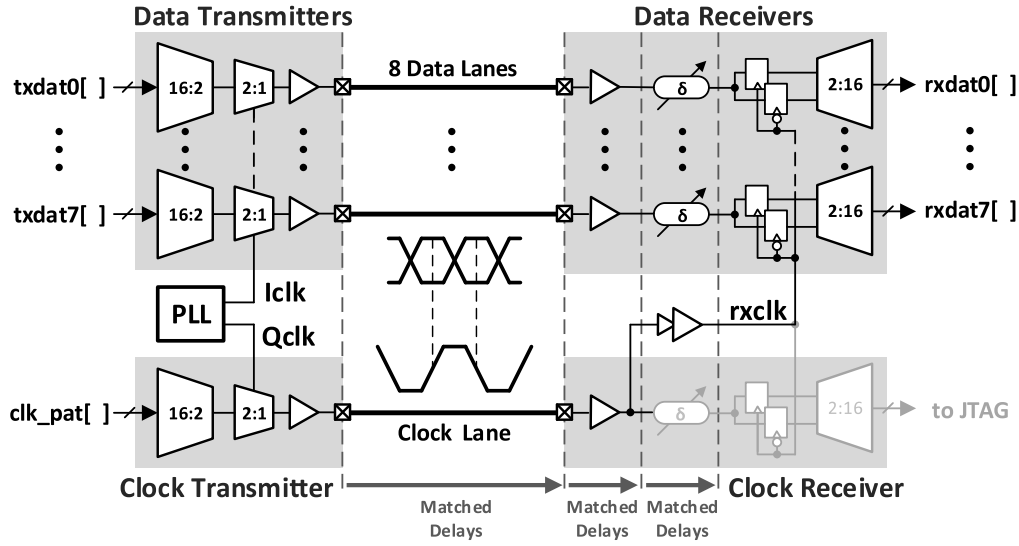 Data Transmitters
Data Receivers
txdat0[ ]
16:2
2:1
8 Data Lanes
δ
2:16
rxdat0[ ]
txdat7[ ]
16:2
2:1
δ
2:16
rxdat7[ ]
PLL
Iclk
Qclk
rxclk
clk_pat[ ]
16:2
2:1
Clock Lane
δ
2:16
to JTAG
Clock Transmitter
Clock Receiver
Matched
Delays
Matched
Delays
Matched
Delays